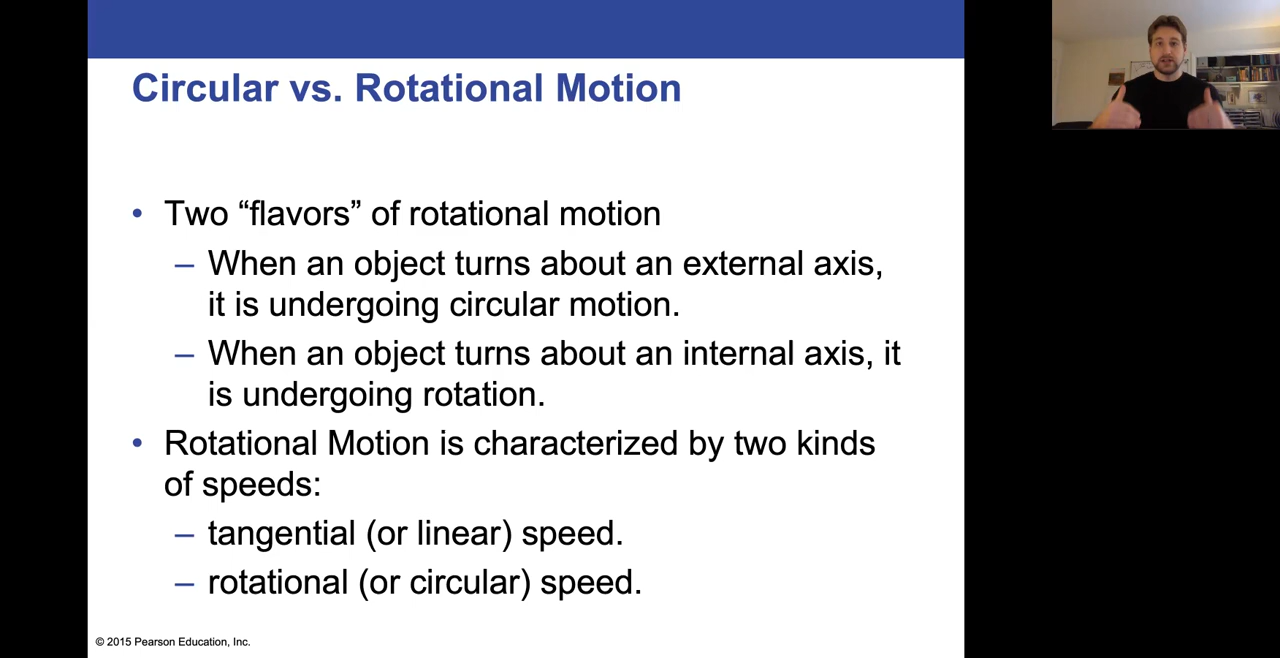 Circular vs. Rotational Motion
• Two “flavors” of rotational motion
– When an object turns about an external axis,
it is undergoing circular motion.
– When an object turns about an internal axis, it
is undergoing rotation.
• Rotational Motion is characterized by two kinds
of speeds:
– tangential (or linear) speed.
– rotational (or circular) speed.
© 2015 Pearson Education, Inc.